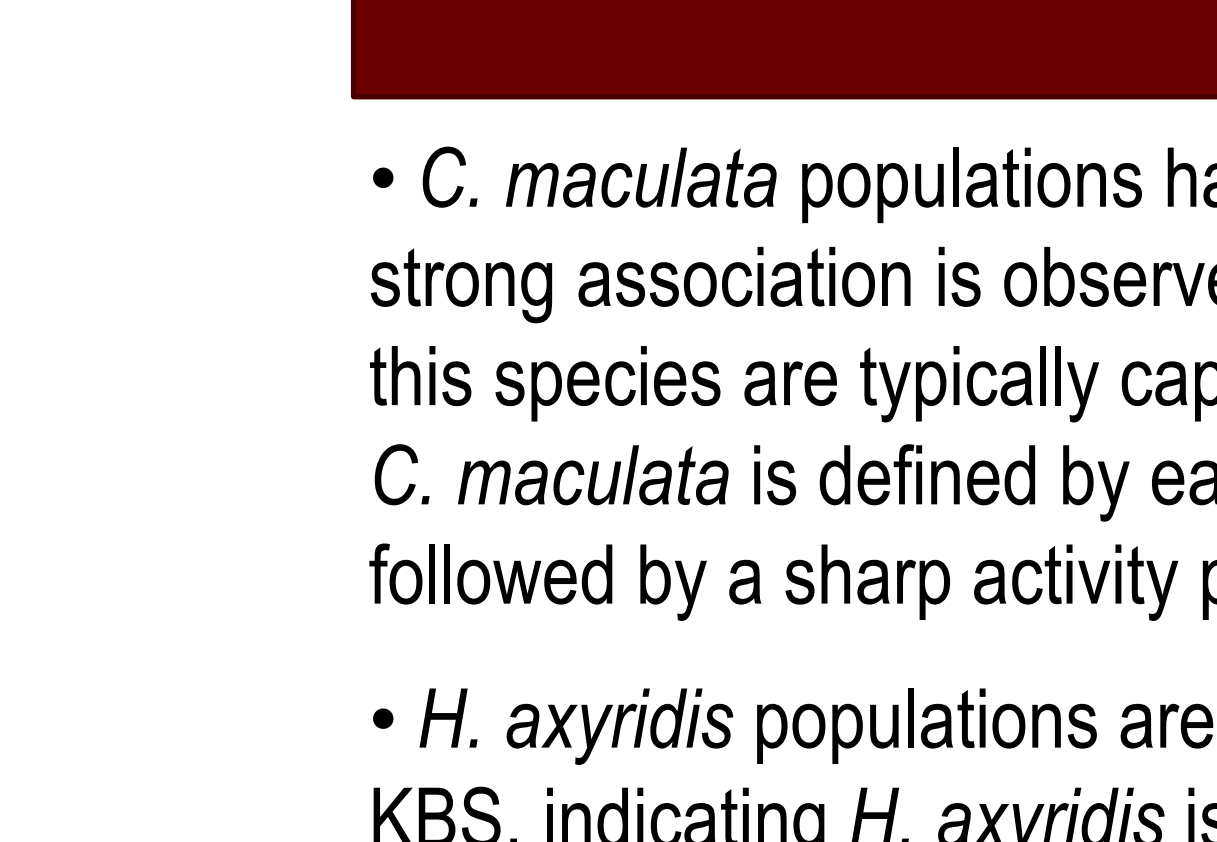 • C. maculata populations ha
strong association is observe
this species are typically cap
C. maculata is defined by ea
followed by a sharp activity p
• H. axyridis populations are
KBS, indicating H. axyridis is